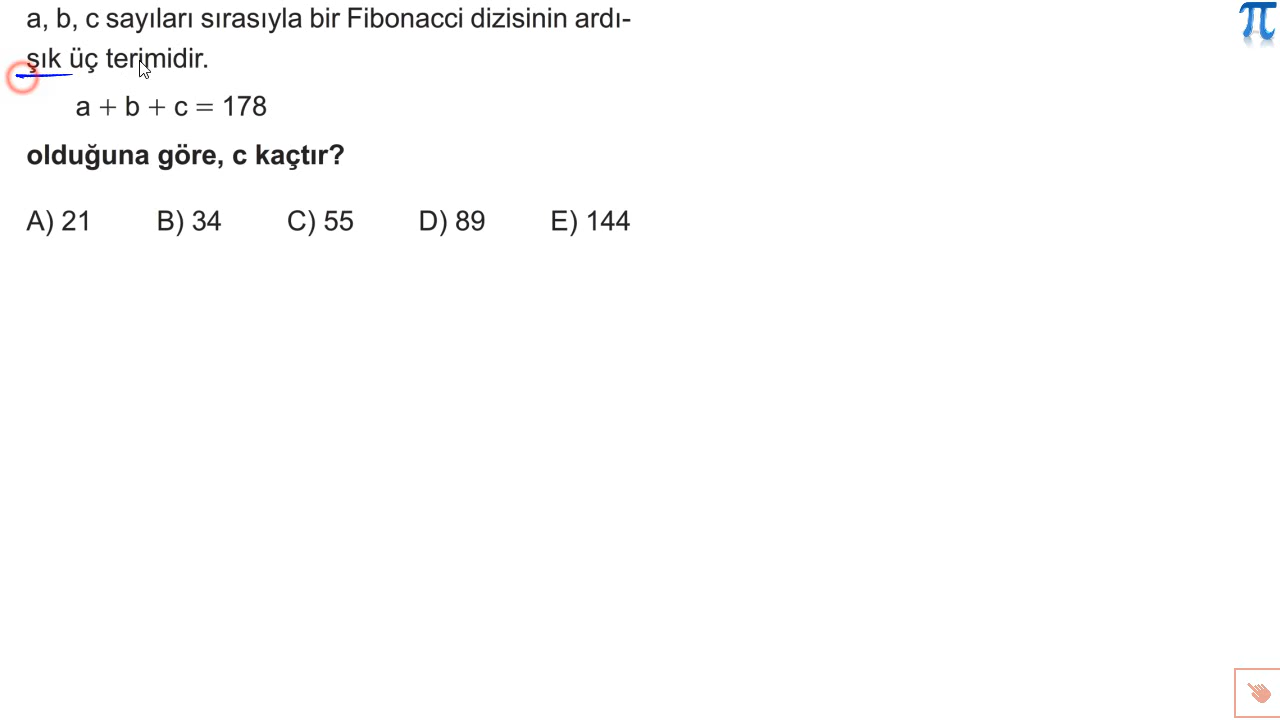 a, b, c sayıları sırasıyla bir Fibonacci dizisinin ardı-
şık üç terimidir.
a + b + c = 178
olduğuna göre, c kaçtır?
A) 21 B) 34 C) 55 D) 89 E) 144
π